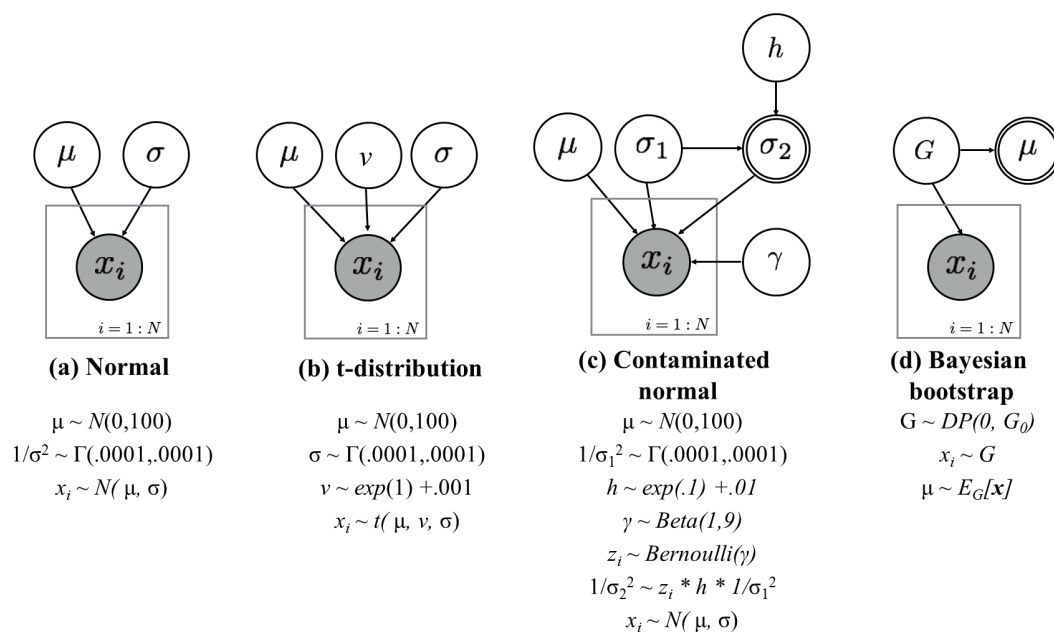 h
μ
σ
μ
ν
σ
μ
σ₁
σ₂
G
μ
xᵢ
xᵢ
xᵢ
γ
xᵢ
i = 1 : N
i = 1 : N
i = 1 : N
i = 1 : N
(a) Normal
μ ~ N(0,100)
1/σ² ~ Γ(.0001,.0001)
xᵢ ~ N( μ, σ)
(b) t-distribution
μ ~ N(0,100)
σ ~ Γ(.0001,.0001)
ν ~ exp(1) +.001
xᵢ ~ t( μ, ν, σ)
(c) Contaminated
normal
μ ~ N(0,100)
1/σ₁² ~ Γ(.0001,.0001)
h ~ exp(.1) +.01
γ ~ Beta(1,9)
zᵢ ~ Bernoulli(γ)
1/σ₂² ~ zᵢ * h * 1/σ₁²
xᵢ ~ N( μ, σ)
(d) Bayesian
bootstrap
G ~ DP(0, G₀)
xᵢ ~ G
μ ~ E_G[x]